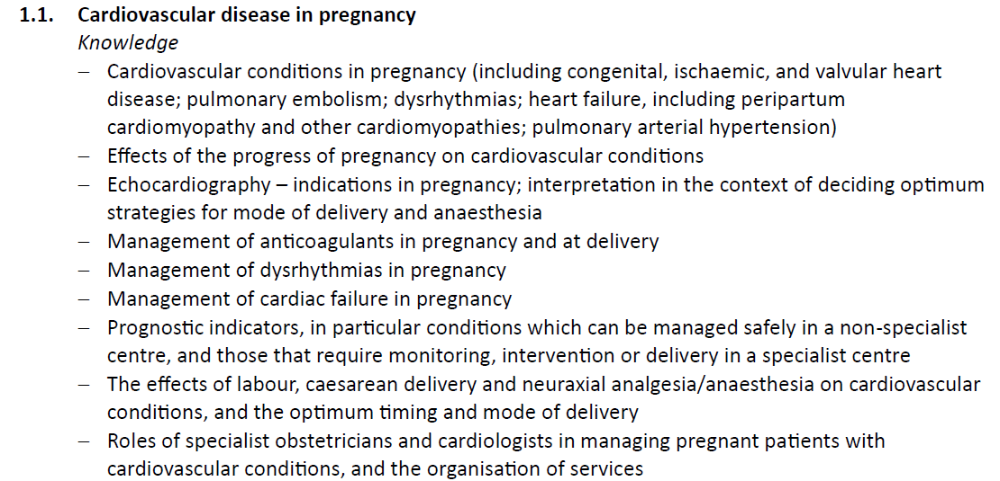 1.1. Cardiovascular disease in pregnancy
Knowledge
– Cardiovascular conditions in pregnancy (including congenital, ischaemic, and valvular heart
disease; pulmonary embolism; dysrhythmias; heart failure, including peripartum
cardiomyopathy and other cardiomyopathies; pulmonary arterial hypertension)
– Effects of the progress of pregnancy on cardiovascular conditions
– Echocardiography – indications in pregnancy; interpretation in the context of deciding optimum
strategies for mode of delivery and anaesthesia
– Management of anticoagulants in pregnancy and at delivery
– Management of dysrhythmias in pregnancy
– Management of cardiac failure in pregnancy
– Prognostic indicators, in particular conditions which can be managed safely in a non-specialist
centre, and those that require monitoring, intervention or delivery in a specialist centre
– The effects of labour, caesarean delivery and neuraxial analgesia/anaesthesia on cardiovascular
conditions, and the optimum timing and mode of delivery
– Roles of specialist obstetricians and cardiologists in managing pregnant patients with
cardiovascular conditions, and the organisation of services